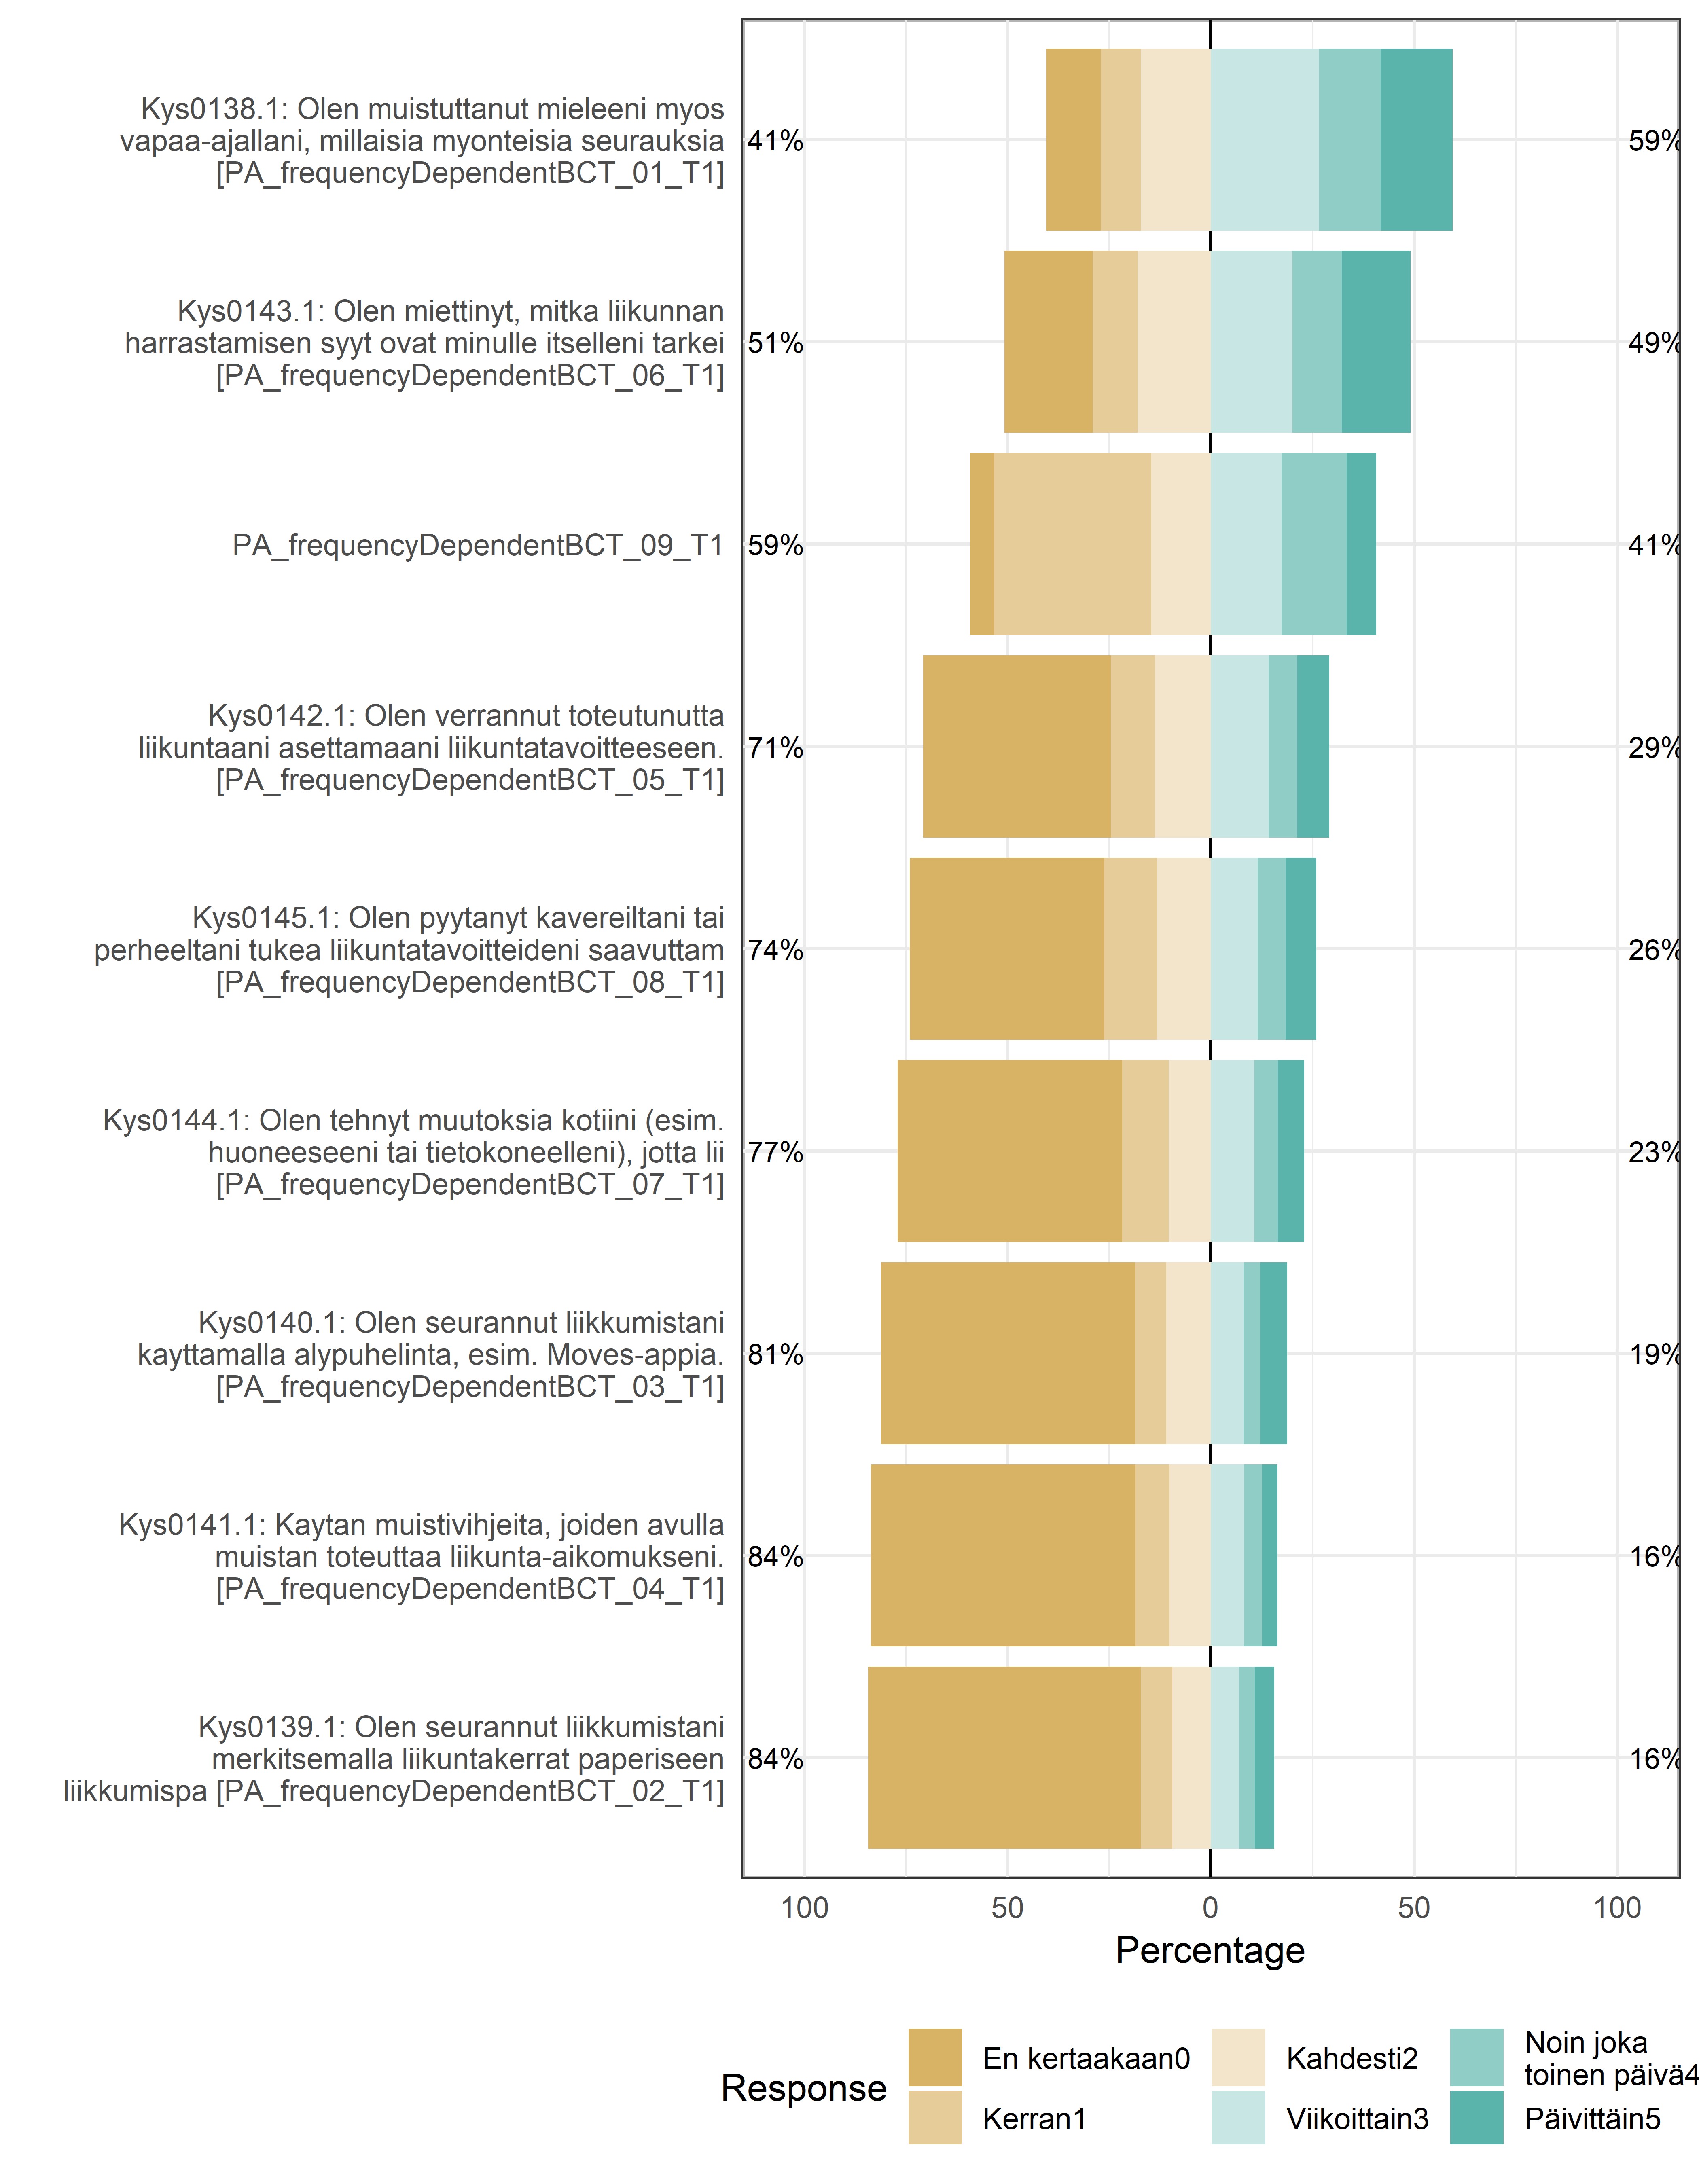 Kys0138.1: Olen muistuttanut mieleeni myos
vapaa-ajallani, millaisia myonteisia seurauksia
[PA_frequencyDependentBCT_01_T1]
41%
59%
Kys0143.1: Olen miettinyt, mitka liikunnan
harrastamisen syyt ovat minulle itselleni tarkei
[PA_frequencyDependentBCT_06_T1]
51%
49%
PA_frequencyDependentBCT_09_T1
59%
41%
Kys0142.1: Olen verrannut toteutunutta
liikuntaani asettamaani liikuntatavoitteeseen.
[PA_frequencyDependentBCT_05_T1]
71%
29%
Kys0145.1: Olen pyytanyt kavereiltani tai
perheeltani tukea liikuntatavoitteideni saavuttam
[PA_frequencyDependentBCT_08_T1]
74%
26%
Kys0144.1: Olen tehnyt muutoksia kotiini (esim.
huoneeseeni tai tietokoneelleni), jotta lii
[PA_frequencyDependentBCT_07_T1]
77%
23%
Kys0140.1: Olen seurannut liikkumistani
kayttamalla alypuhelinta, esim. Moves-appia.
[PA_frequencyDependentBCT_03_T1]
81%
19%
Kys0141.1: Kaytan muistivihjeita, joiden avulla
muistan toteuttaa liikunta-aikomukseni.
[PA_frequencyDependentBCT_04_T1]
84%
16%
Kys0139.1: Olen seurannut liikkumistani
merkitsemalla liikuntakerrat paperiseen
liikkumispa [PA_frequencyDependentBCT_02_T1]
84%
16%
100 50 0 50 100
Percentage
Response
En kertaakaan0
Kerran1
Kahdesti2
Viikoittain3
Noin joka
toinen päivä4
Päivittäin5